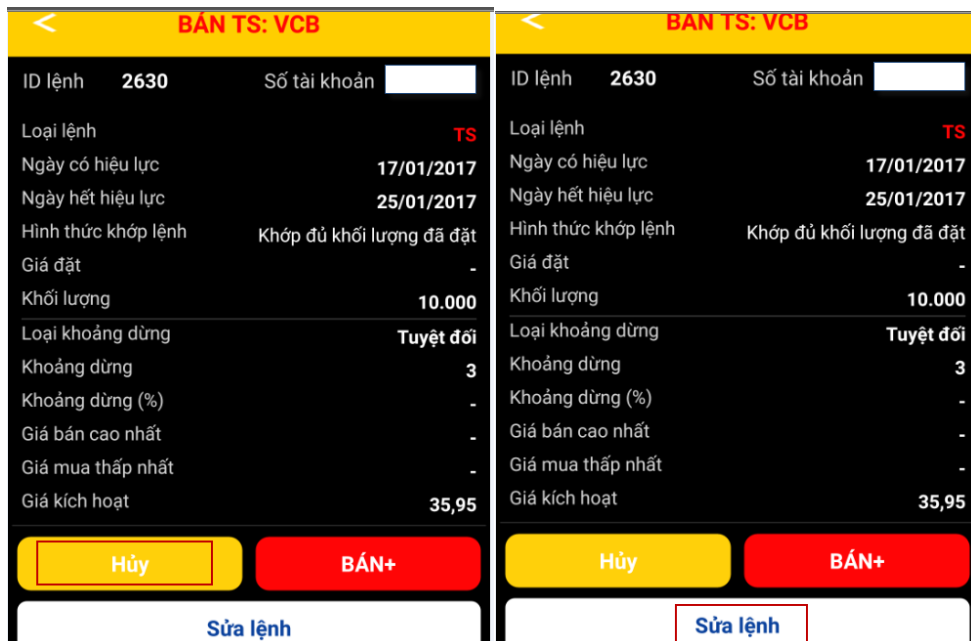 BÁN TS: VCB
ID lệnh 2630 Số tài khoản
Loại lệnh TS
Ngày có hiệu lực 17/01/2017
Ngày hết hiệu lực 25/01/2017
Hình thức khớp lệnh Khớp đủ khối lượng đã đặt
Giá đặt -
Khối lượng 10.000
Loại khoảng dừng Tuyệt đối
Khoảng dừng 3
Khoảng dừng (%) -
Giá bán cao nhất -
Giá mua thấp nhất -
Giá kích hoạt 35,95
Hủy BÁN+
Sửa lệnh
BÁN TS: VCB
ID lệnh 2630 Số tài khoản
Loại lệnh TS
Ngày có hiệu lực 17/01/2017
Ngày hết hiệu lực 25/01/2017
Hình thức khớp lệnh Khớp đủ khối lượng đã đặt
Giá đặt -
Khối lượng 10.000
Loại khoảng dừng Tuyệt đối
Khoảng dừng 3
Khoảng dừng (%) -
Giá bán cao nhất -
Giá mua thấp nhất -
Giá kích hoạt 35,95
Hủy BÁN+
Sửa lệnh